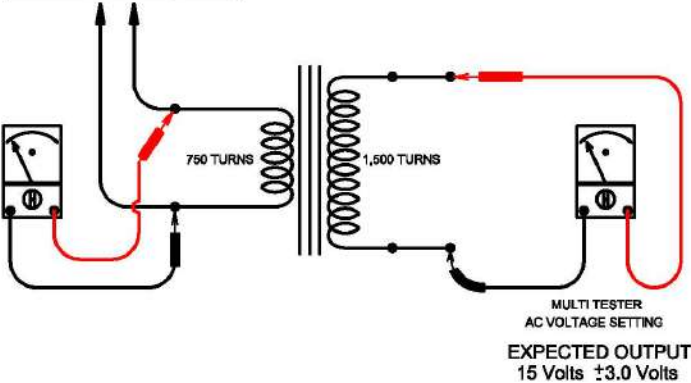 750 TURNS
1,500 TURNS
MULTI TESTER
AC VOLTAGE SETTING
EXPECTED OUTPUT
15 Volts ±3.0 Volts